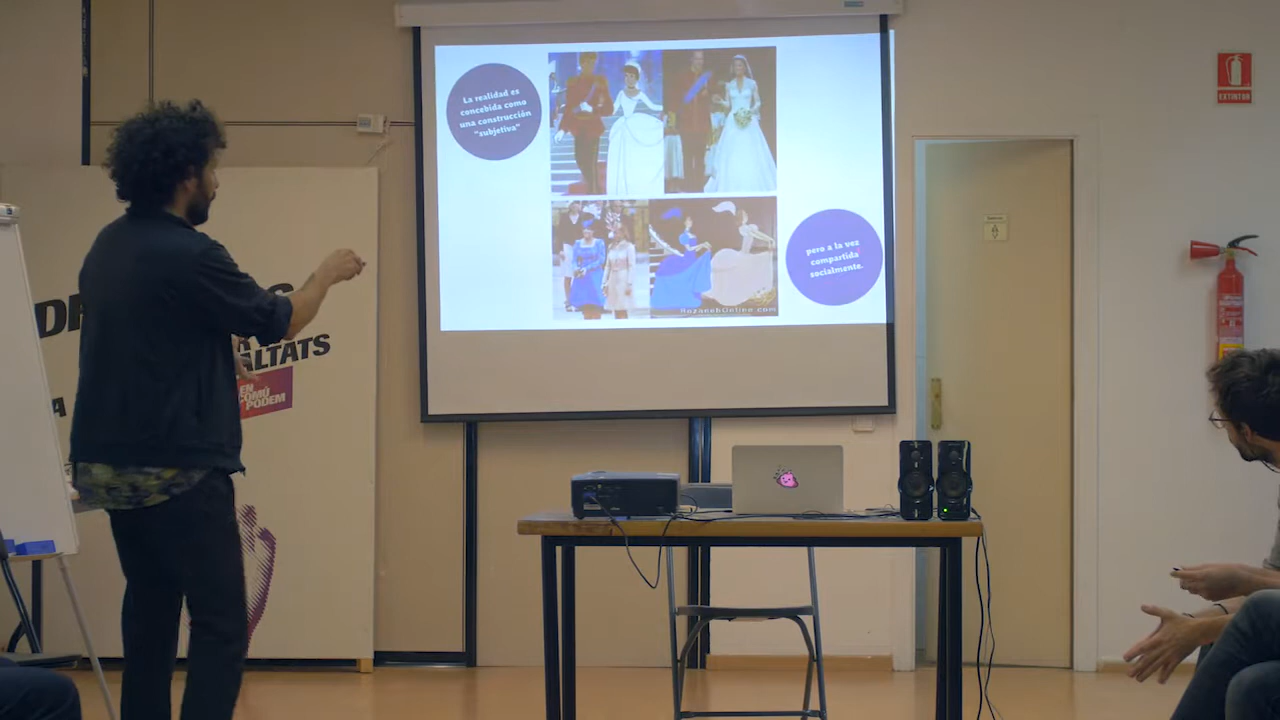 La realidad es
concebida como
una construcción
"subjetiva"
pero a la vez
compartida
socialmente.
EXTINTOR
ALTATS
EN
COMÚ
PODEM